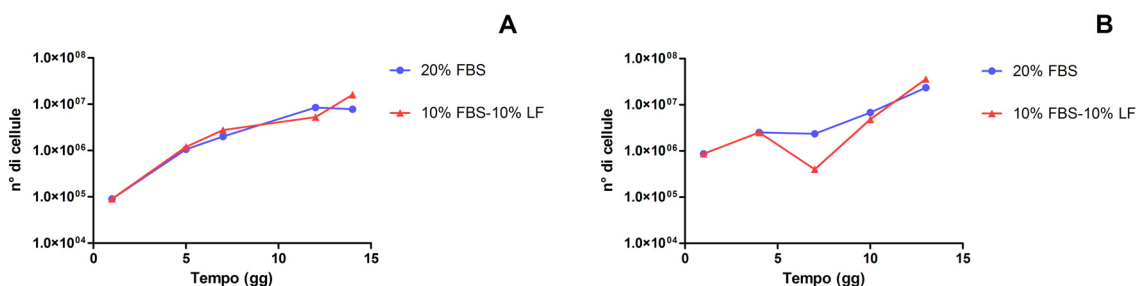 A
1.0×10⁰⁸
1.0×10⁰⁷
1.0×10⁰⁶
1.0×10⁰⁵
1.0×10⁰⁴
n° di cellule
0 5 10 15
Tempo (gg)
20% FBS
10% FBS-10% LF
B
1.0×10⁰⁸
1.0×10⁰⁷
1.0×10⁰⁶
1.0×10⁰⁵
1.0×10⁰⁴
n° di cellule
0 5 10 15
Tempo (gg)
20% FBS
10% FBS-10% LF